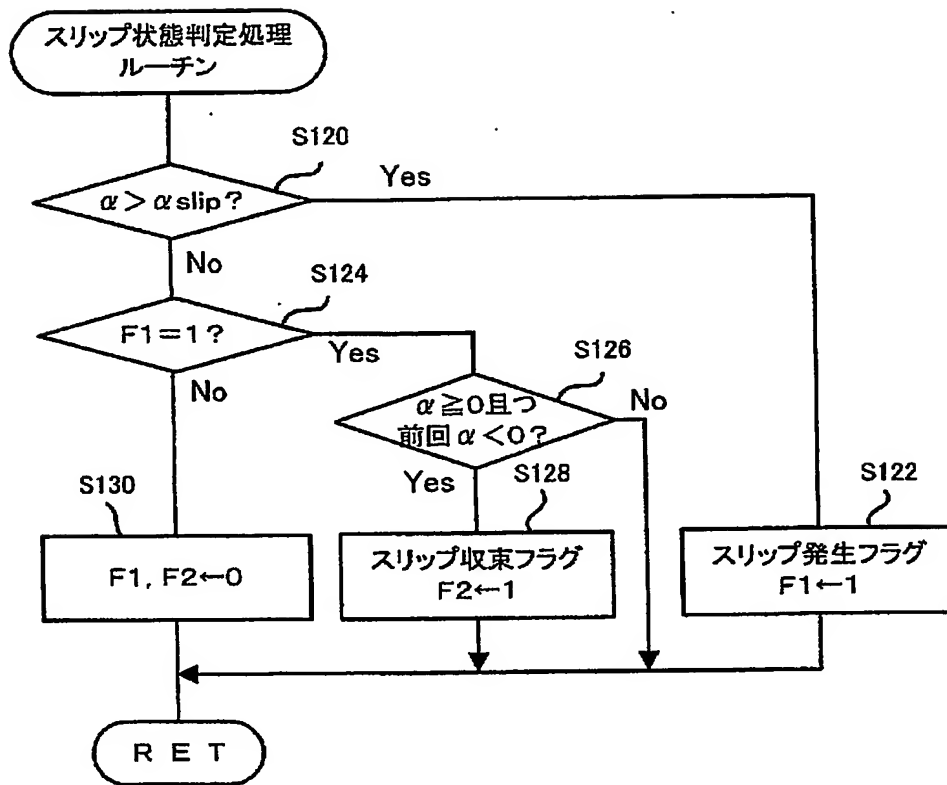 スリップ状態判定処理
ルーチン
S120
α>αslip?
Yes
No
S124
F1=1?
Yes
No
S126
α≧0且つ
前回α<0?
No
Yes
S130
F1, F2←0
S128
スリップ収束フラグ
F2←1
S122
スリップ発生フラグ
F1←1
RET